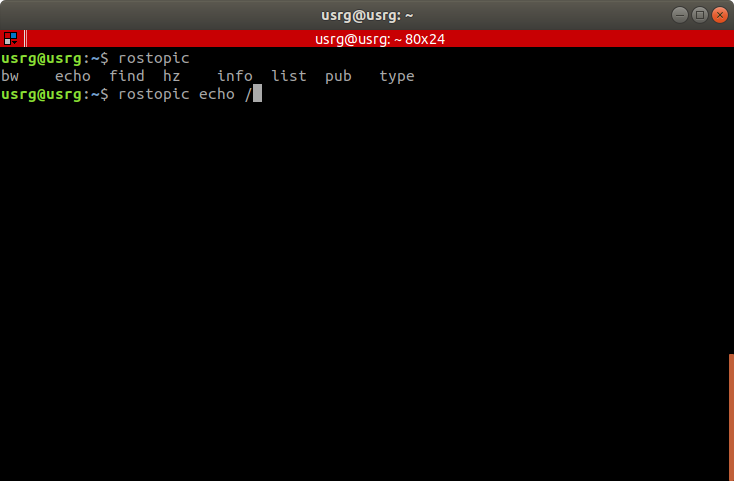 usrg@usrg: ~
usrg@usrg: ~ 80x24
usrg@usrg:~$ rostopic
bw    echo  find  hz    info  list  pub   type
usrg@usrg:~$ rostopic echo /